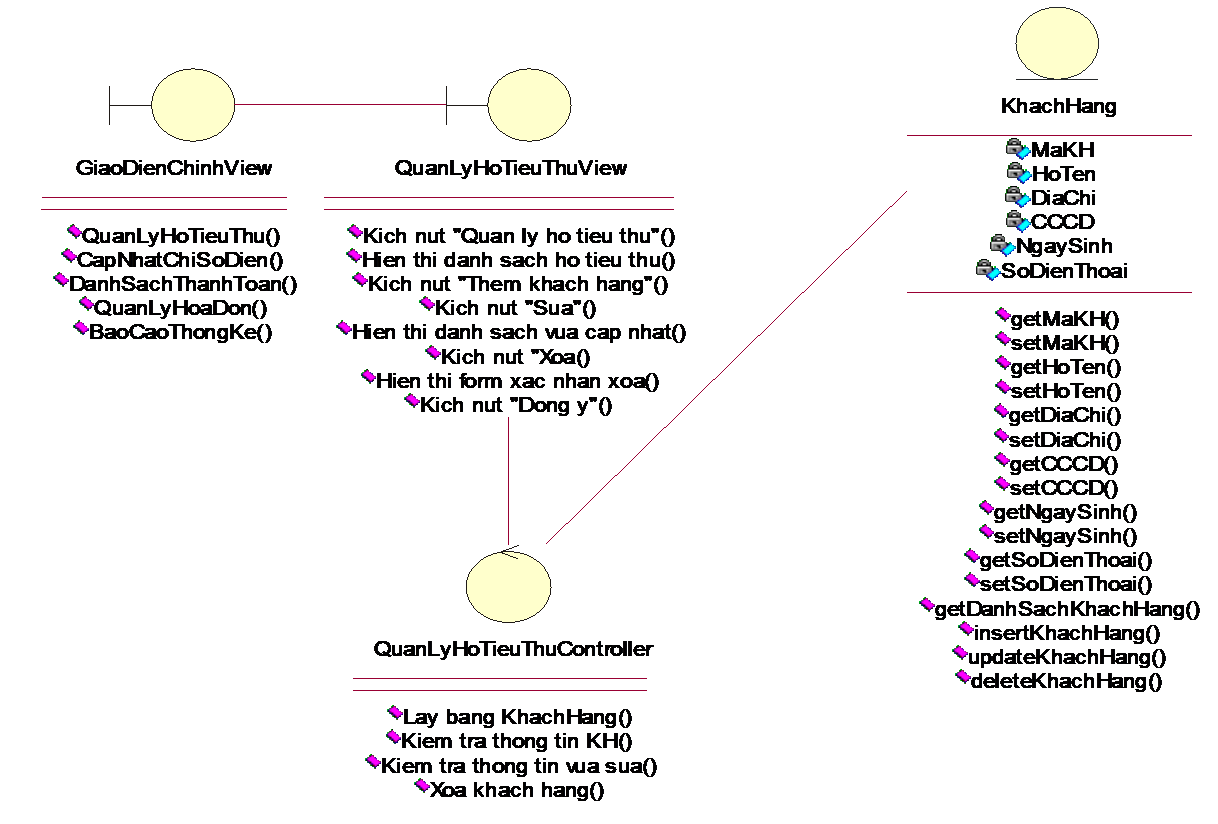 GiaoDienChinhView
QuanLyHoTieuThu()
CapNhatChiSoDien()
DanhSachThanhToan()
QuanLyHoaDon()
BaoCaoThongKe()
QuanLyHoTieuThuView
Kich nut "Quan ly ho tieu thu"()
Hien thi danh sach ho tieu thu()
Kich nut "Them khach hang"()
Kich nut "Sua"()
Hien thi danh sach vua cap nhat()
Kich nut "Xoa()
Hien thi form xac nhan xoa()
Kich nut "Dong y"()
KhachHang
MaKH
HoTen
DiaChi
CCCD
NgaySinh
SoDienThoai
getMaKH()
setMaKH()
getHoTen()
setHoTen()
getDiaChi()
setDiaChi()
getCCCD()
setCCCD()
getNgaySinh()
setNgaySinh()
getSoDienThoai()
setSoDienThoai()
getDanhSachKhachHang()
insertKhachHang()
updateKhachHang()
deleteKhachHang()
QuanLyHoTieuThuController
Lay bang KhachHang()
Kiem tra thong tin KH()
Kiem tra thong tin vua sua()
Xoa khach hang()